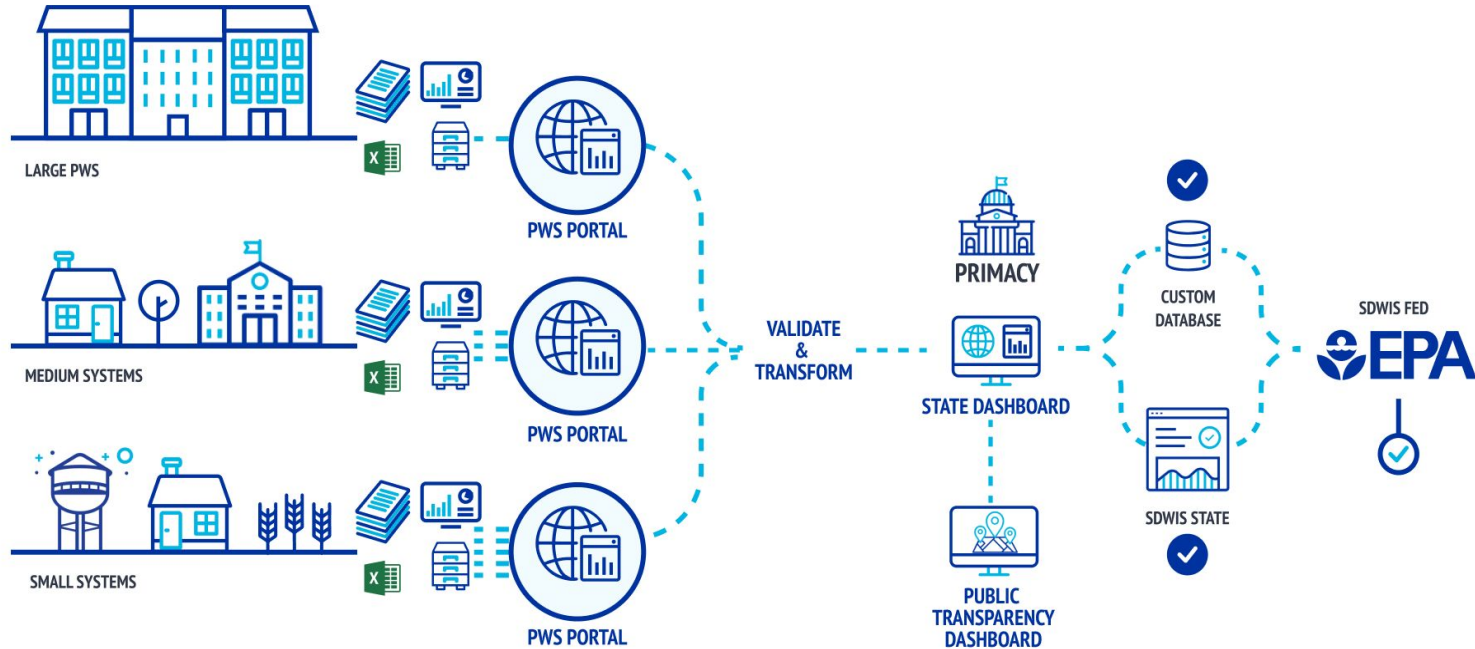 LARGE PWS
X
PWS PORTAL
MEDIUM SYSTEMS
X
PWS PORTAL
SMALL SYSTEMS
X
PWS PORTAL
VALIDATE
&
TRANSFORM
PRIMACY
STATE DASHBOARD
PUBLIC
TRANSPARENCY
DASHBOARD
CUSTOM
DATABASE
SDWIS STATE
SDWIS FED
EPA